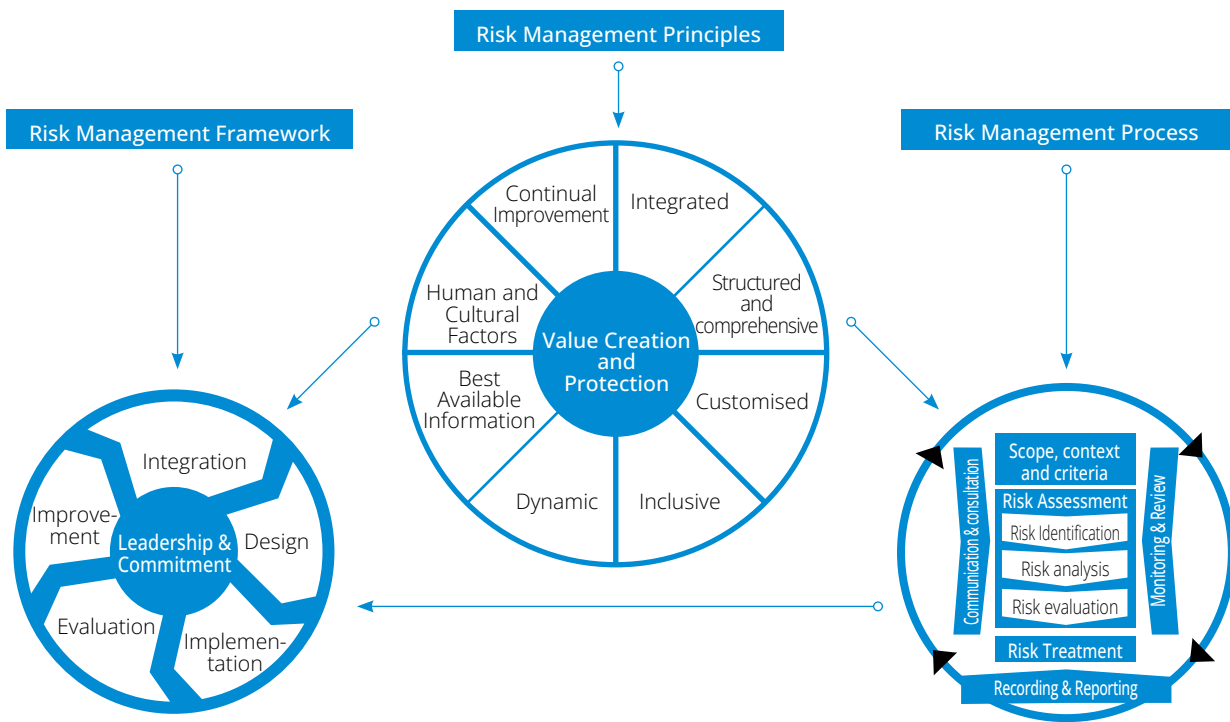 Risk Management Principles
Risk Management Framework
Risk Management Process
Continual
Improvement
Integrated
Structured
and
comprehensive
Customised
Inclusive
Dynamic
Best
Available
Information
Human and
Cultural
Factors
Value Creation
and
Protection
Integration
Design
Implemen-
tation
Evaluation
Improve-
ment
Leadership &
Commitment
Communication & consultation
Scope, context
and criteria
Risk Assessment
Risk Identification
Risk analysis
Risk evaluation
Risk Treatment
Monitoring & Review
Recording & Reporting